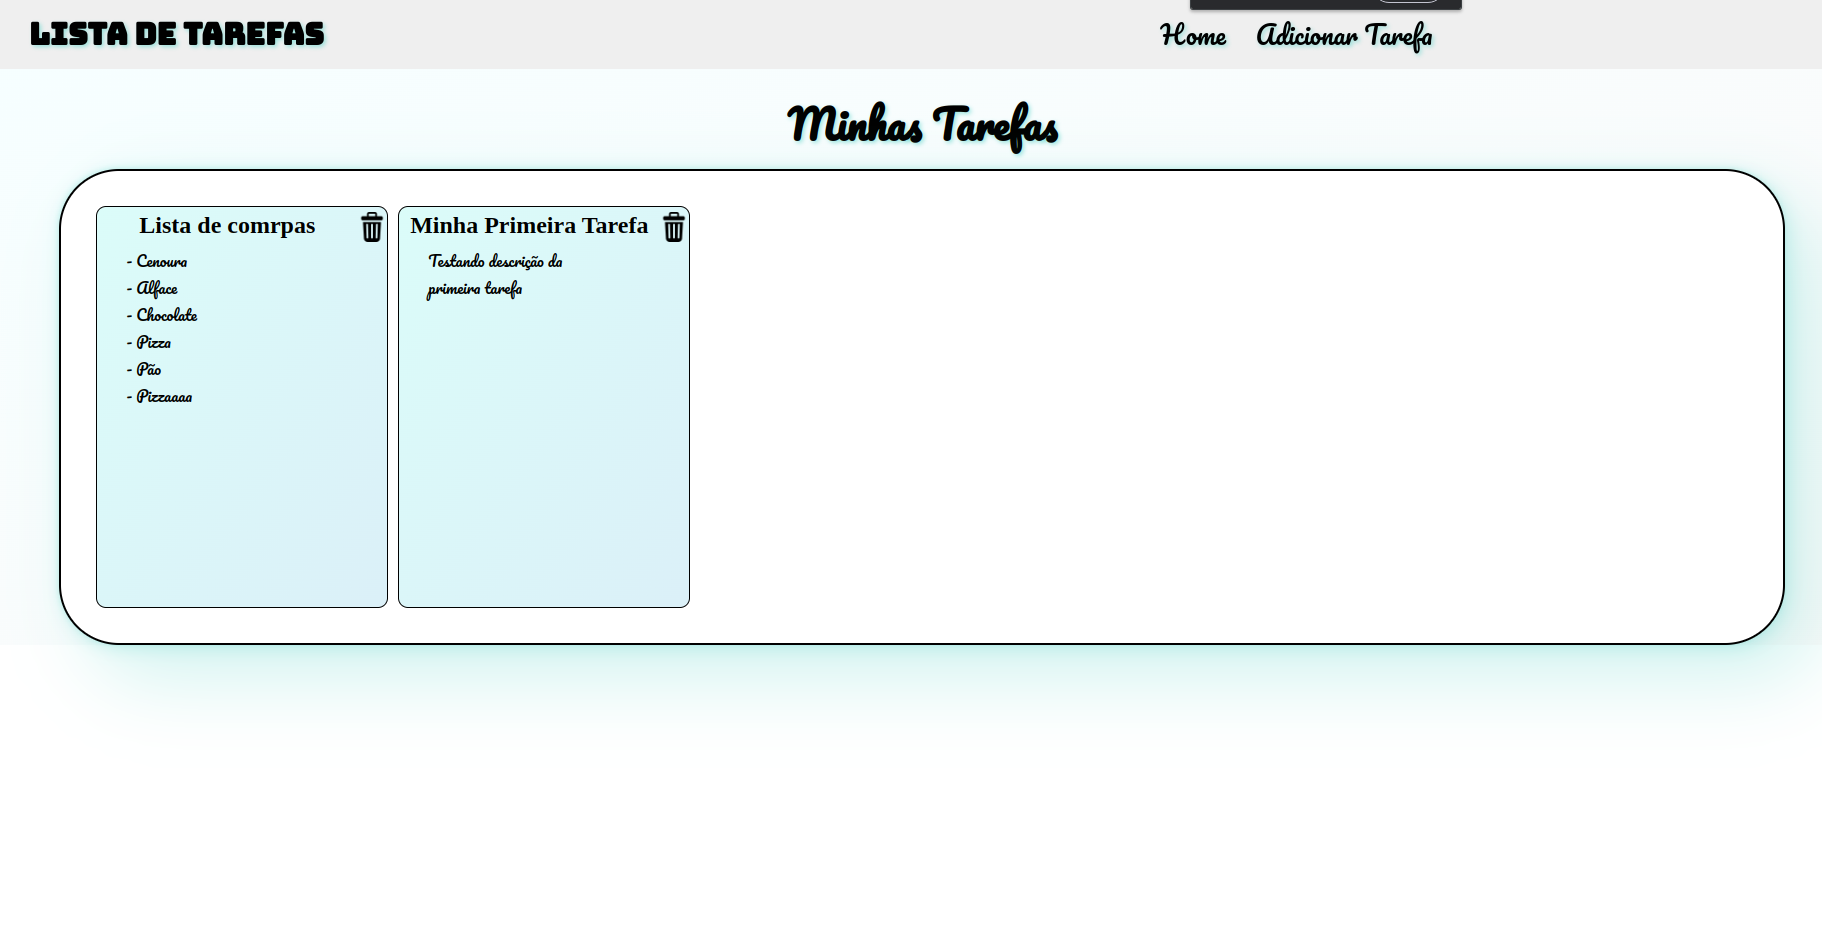 LISTA DE TAREFAS
Home Adicionar Tarefa
Minhas Tarefas
Lista de comrpas
- Cenoura
- Alface
- Chocolate
- Pizza
- Pão
- Pizzaaaa
Minha Primeira Tarefa
Testando descrição da
primeira tarefa